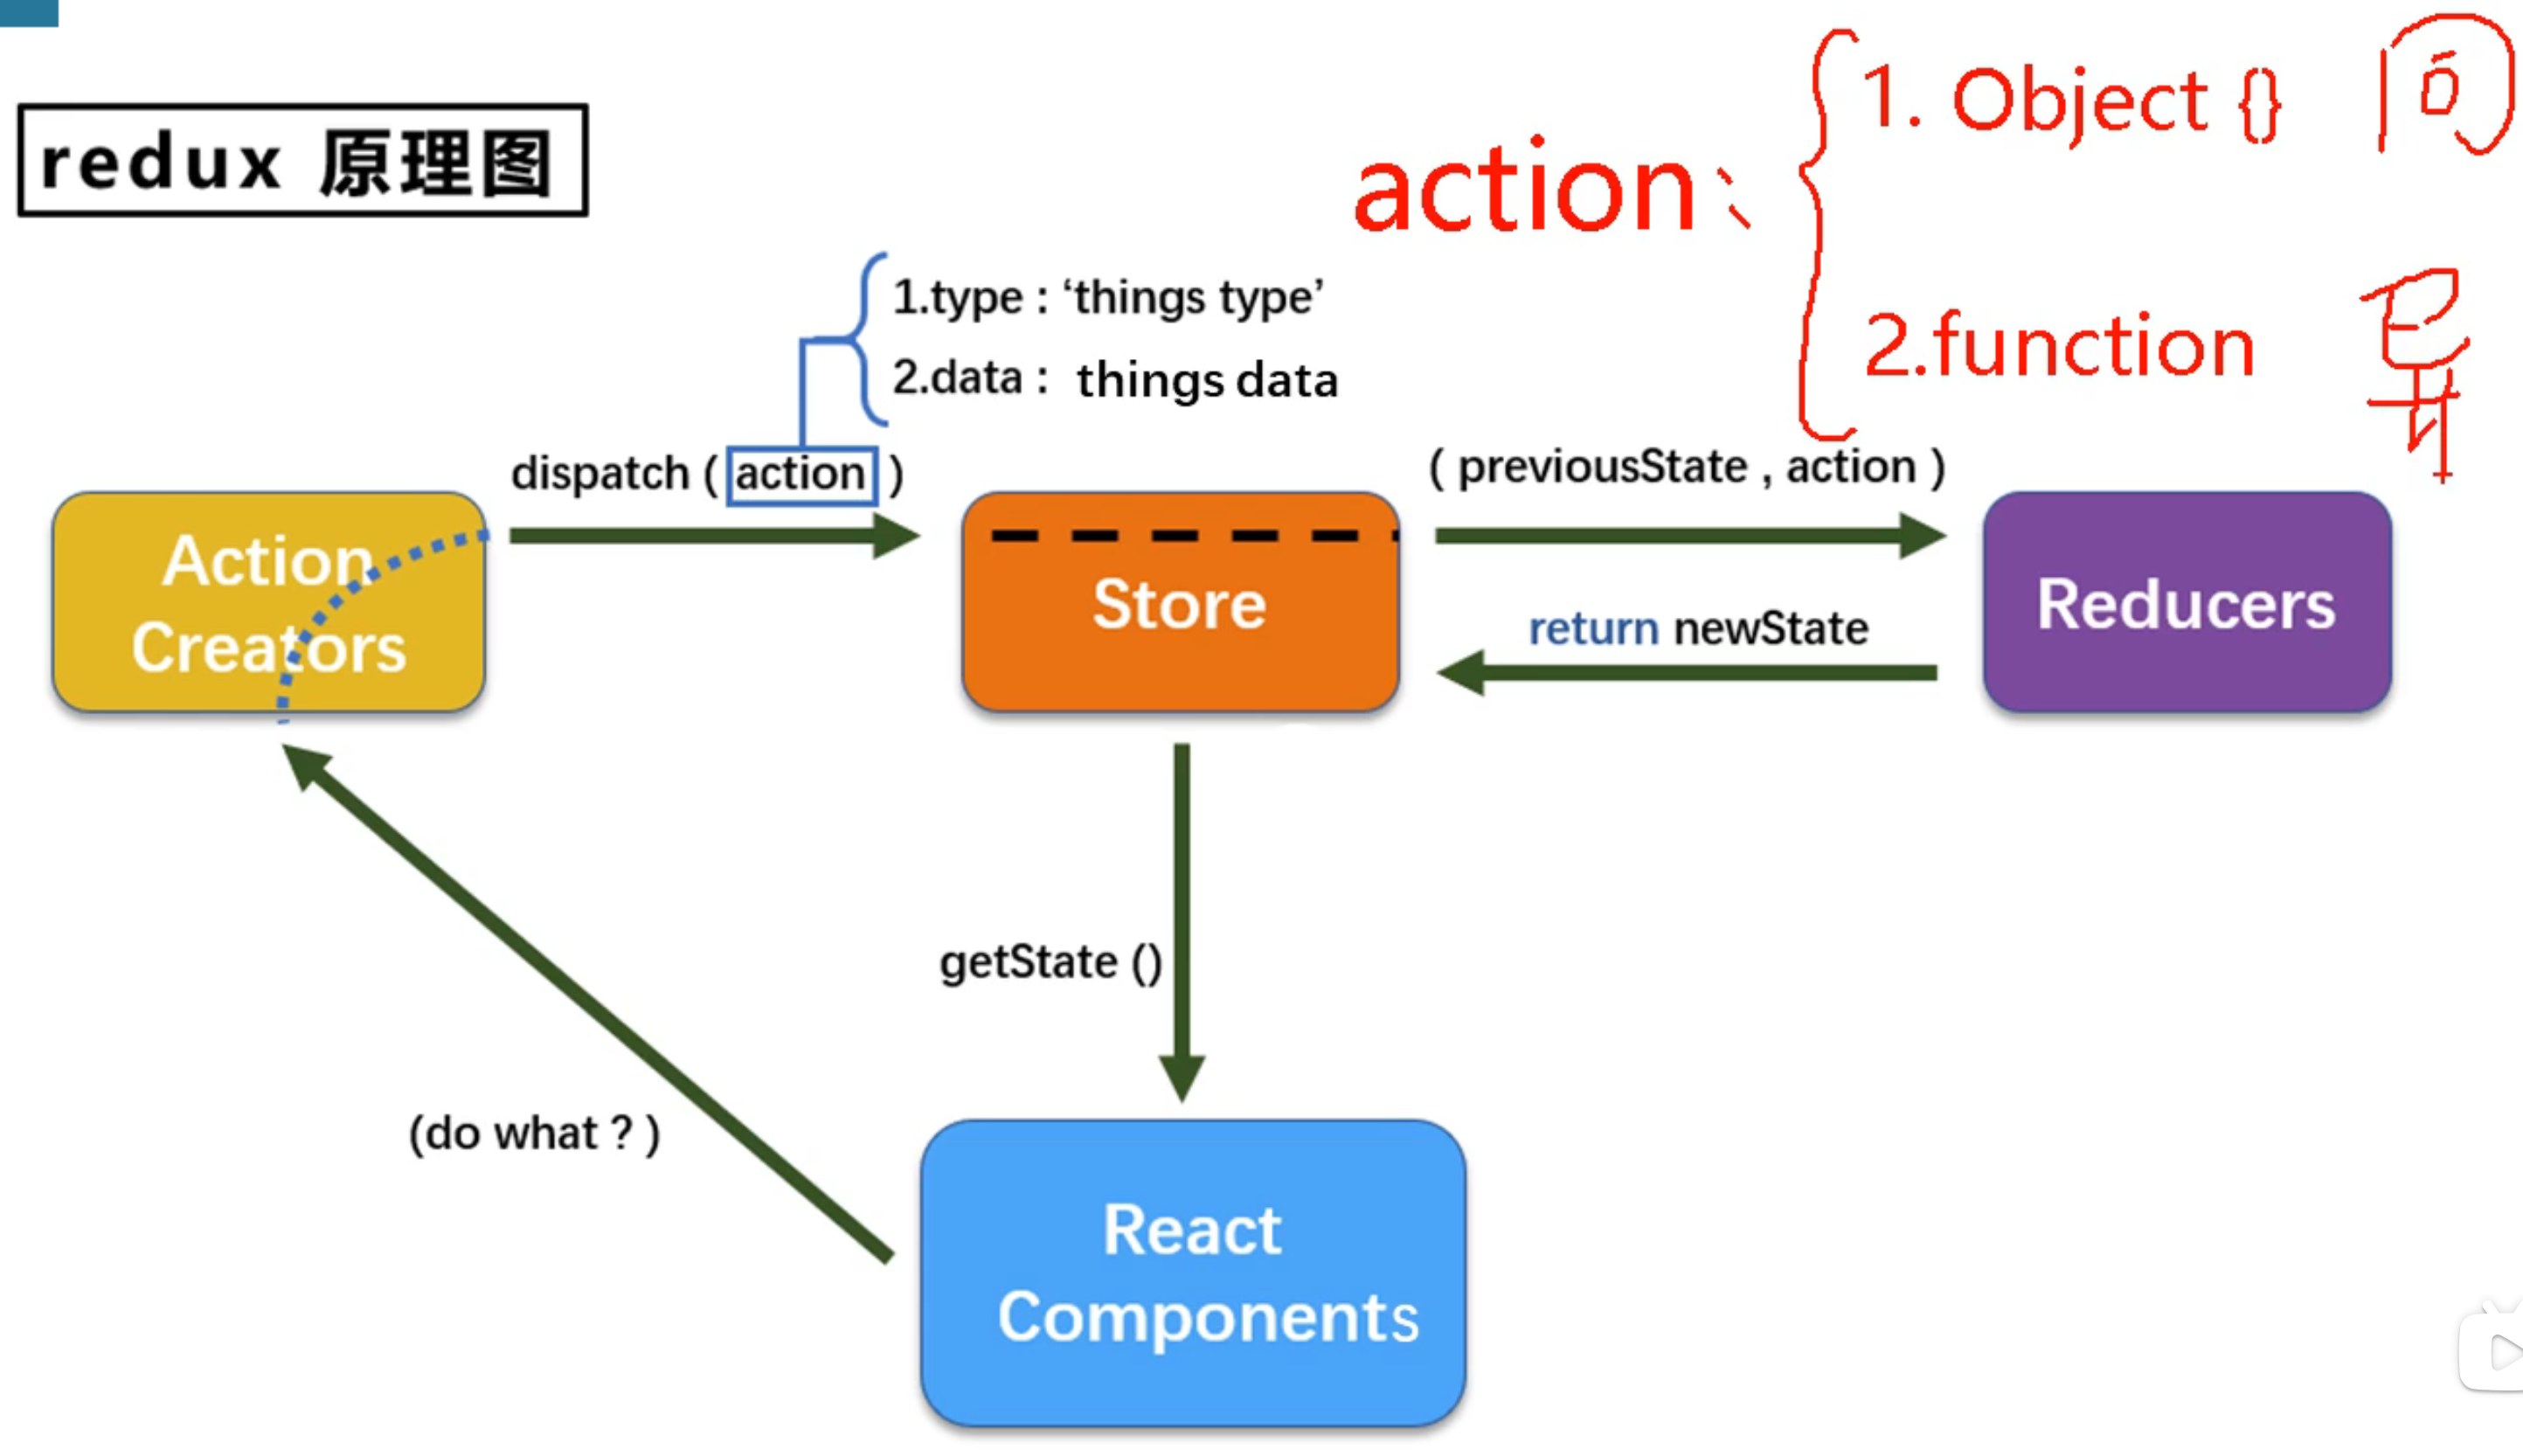 redux 原理图
action、
1. Object {} 同
2.function 异
1.type : ‘things type’
2.data : things data
dispatch ( action )
( previousState , action )
Action
Creators
Store
Reducers
return newState
getState ()
(do what ? )
React
Components